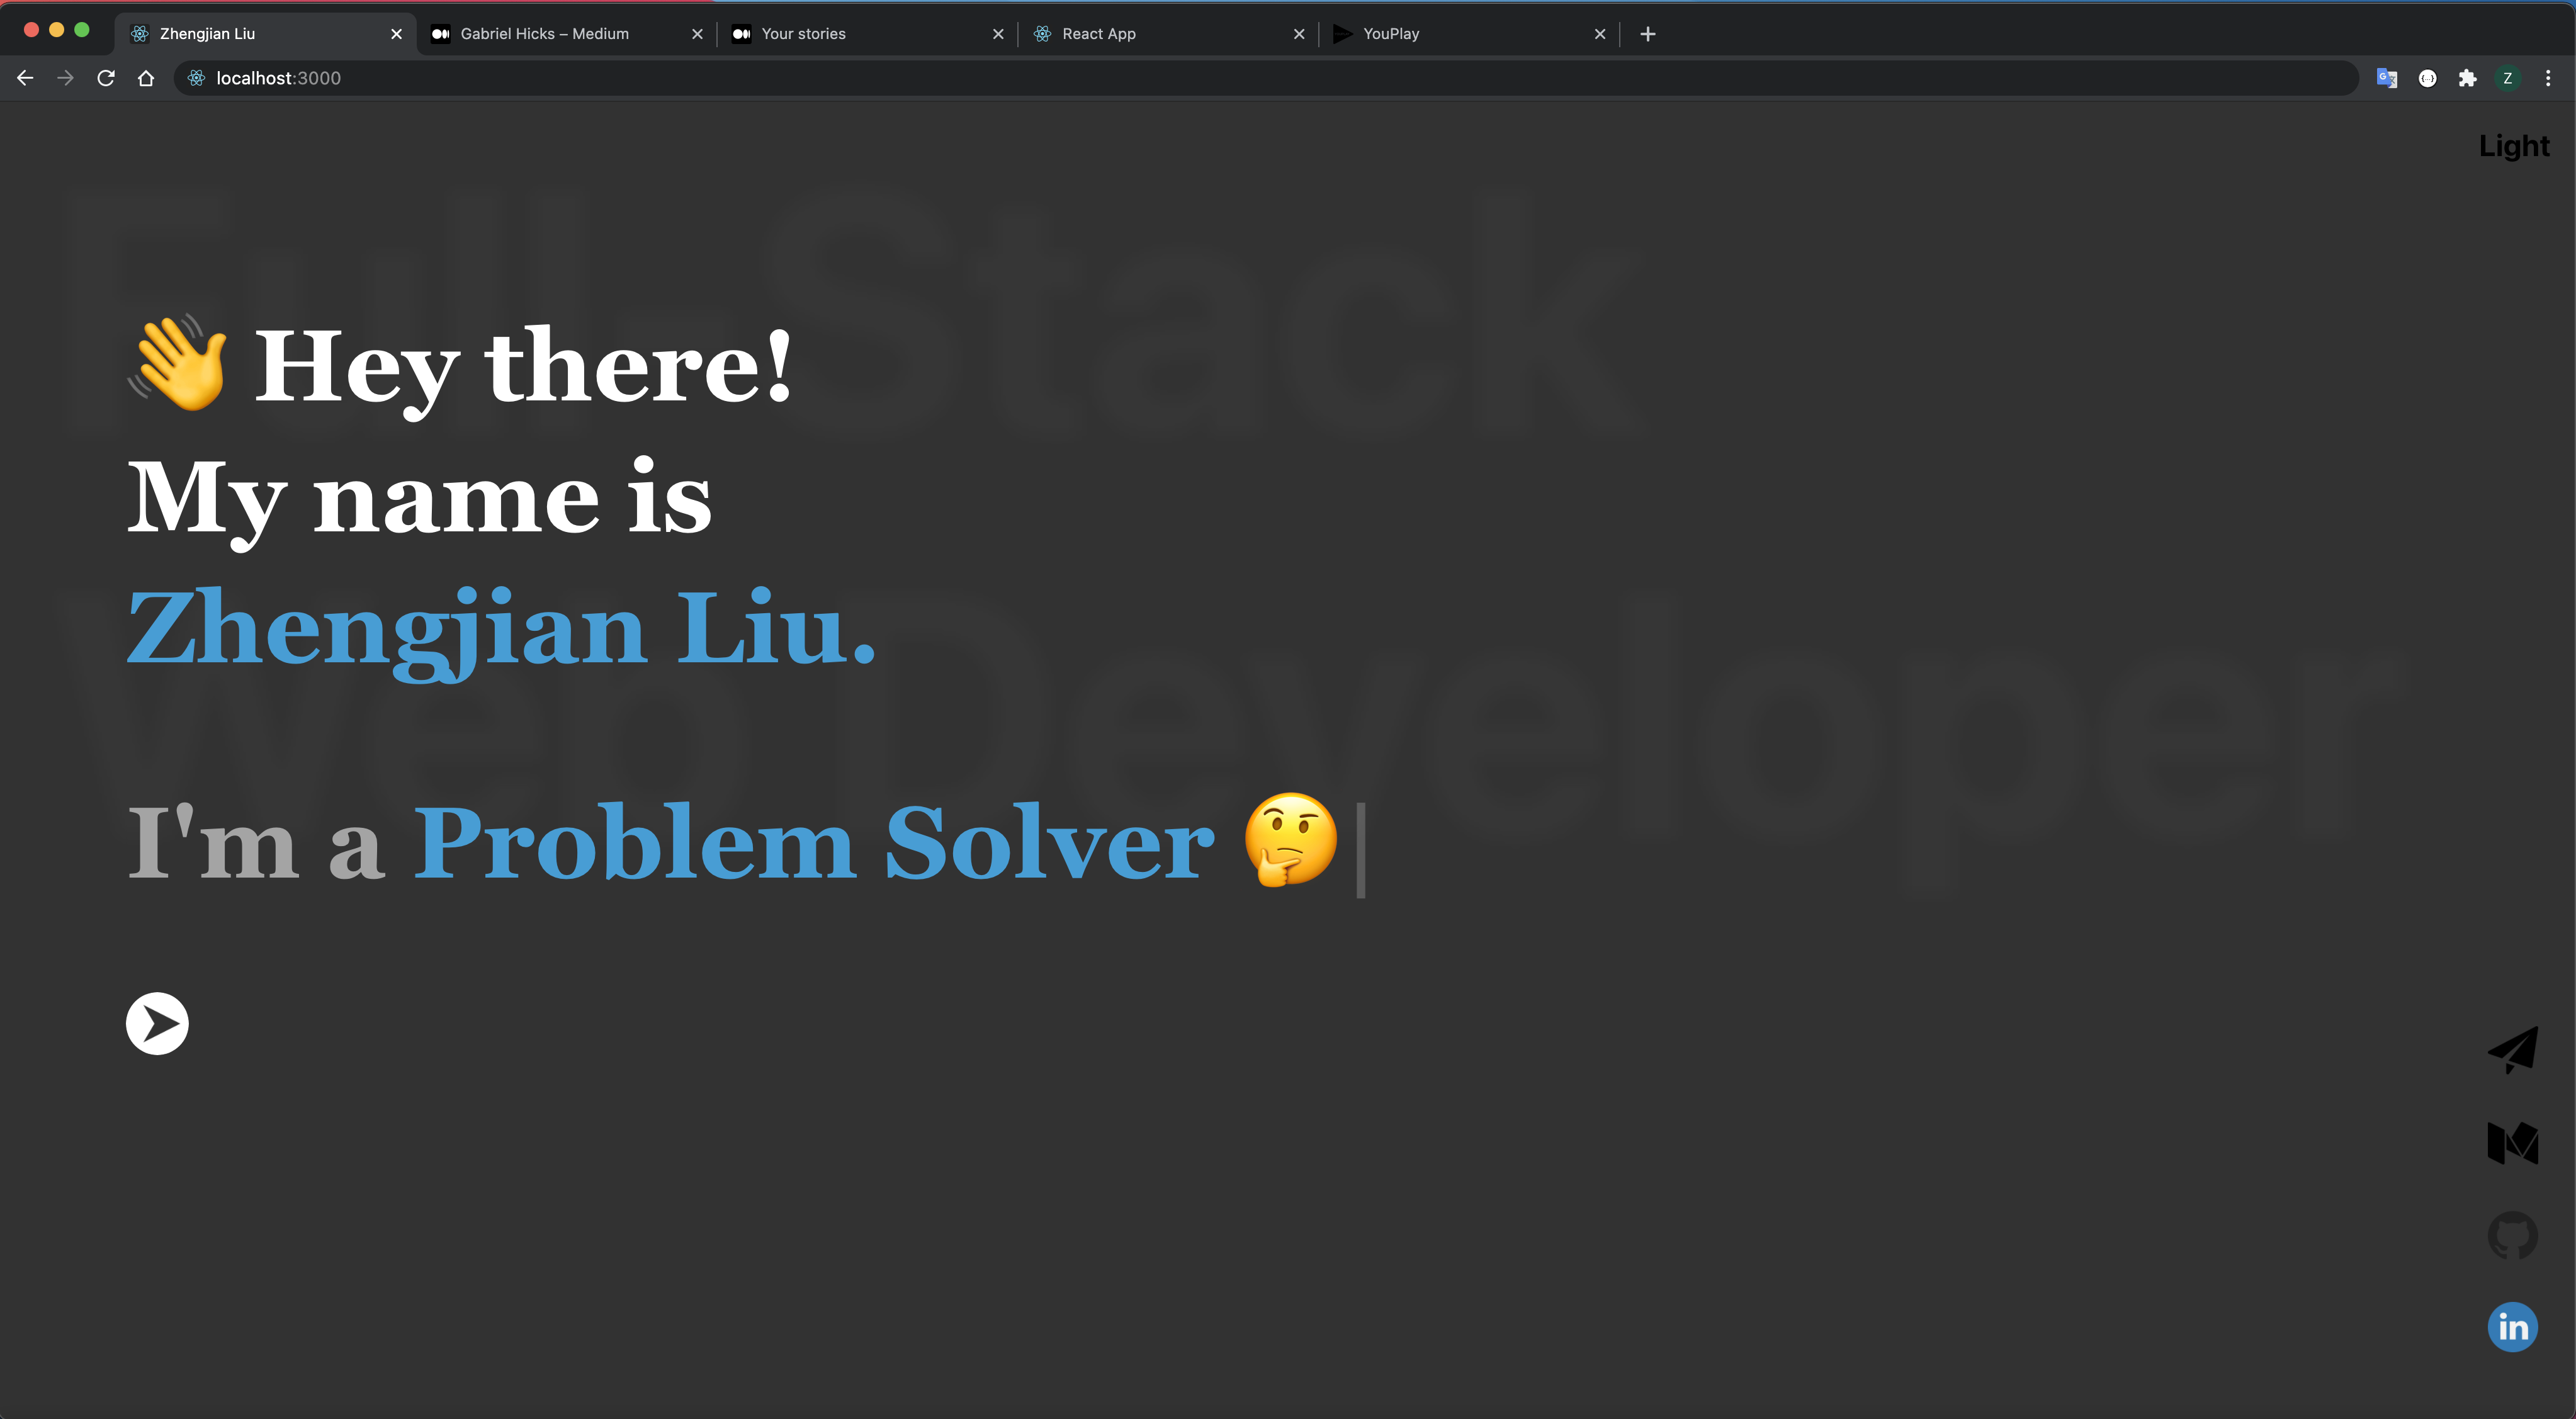 Zhengjian Liu
Gabriel Hicks – Medium
Your stories
React App
YouPlay
localhost:3000
Z
Light
Full-Stack
👋 Hey there!
My name is
Zhengjian Liu.
Web Developer
I'm a Problem Solver 🤔|
in